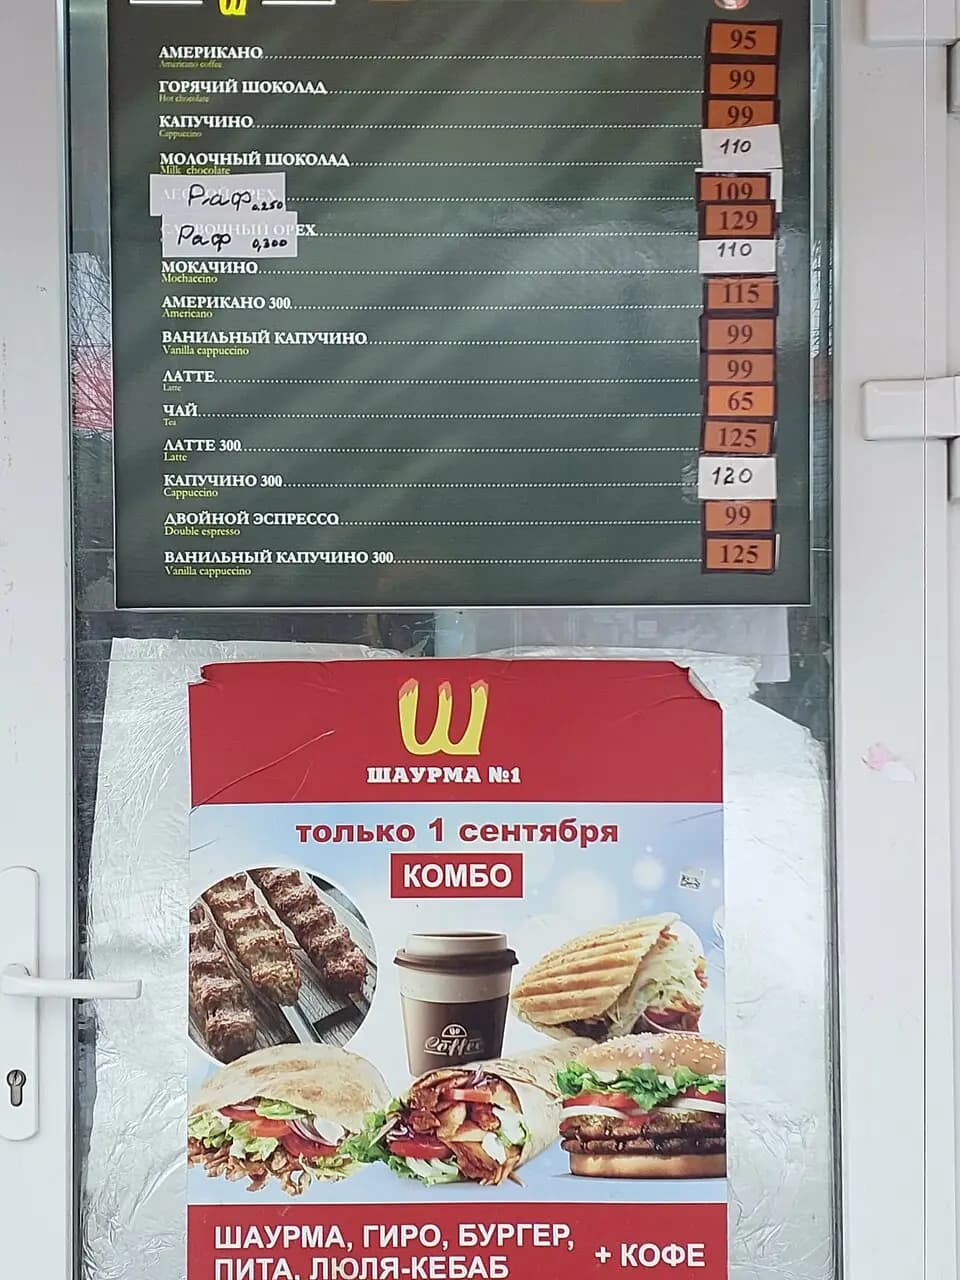 АМЕРИКАНО 95
Americano coffee
ГОРЯЧИЙ ШОКОЛАД 99
Hot chocolate
КАПУЧИНО 99
Cappuccino
МОЛОЧНЫЙ ШОКОЛАД 110
Milk chocolate
Раф 0,250 109
Раф 0,300 ОРЕХ 129
МОКАЧИНО 110
Mochaccino
АМЕРИКАНО 300 115
Americano
ВАНИЛЬНЫЙ КАПУЧИНО 99
Vanilla cappuccino
ЛАТТЕ 99
Latte
ЧАЙ 65
Tea
ЛАТТЕ 300 125
Latte
КАПУЧИНО 300 120
Cappuccino
ДВОЙНОЙ ЭСПРЕССО 99
Double espresso
ВАНИЛЬНЫЙ КАПУЧИНО 300 125
Vanilla cappuccino
Ш
ШАУРМА №1
только 1 сентября
КОМБО
Coffee
ШАУРМА, ГИРО, БУРГЕР,
ПИТА, ЛЮЛЯ-КЕБАБ
+ КОФЕ